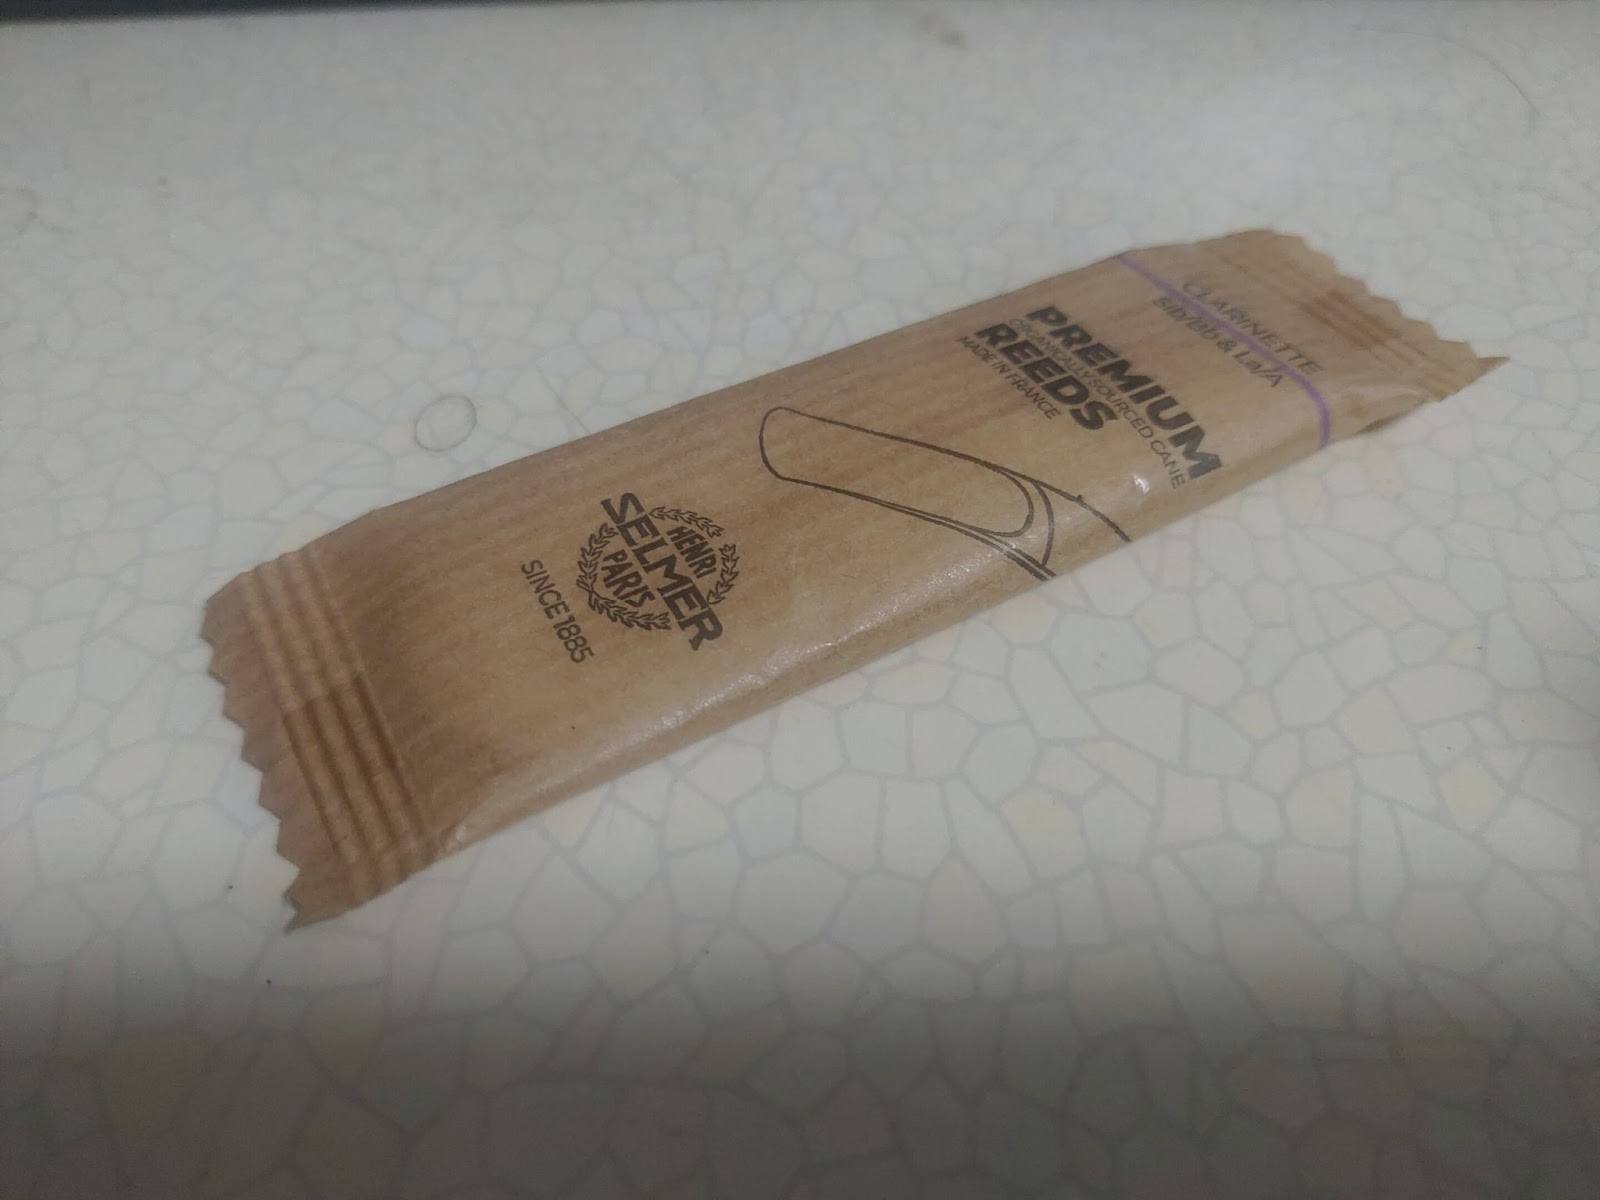 CLARINETTE
Sib/Bb & La/A
PREMIUM
ORGANICALLY SOURCED CANE
REEDS
MADE IN FRANCE
HENRI
SELMER
PARIS
SINCE 1885